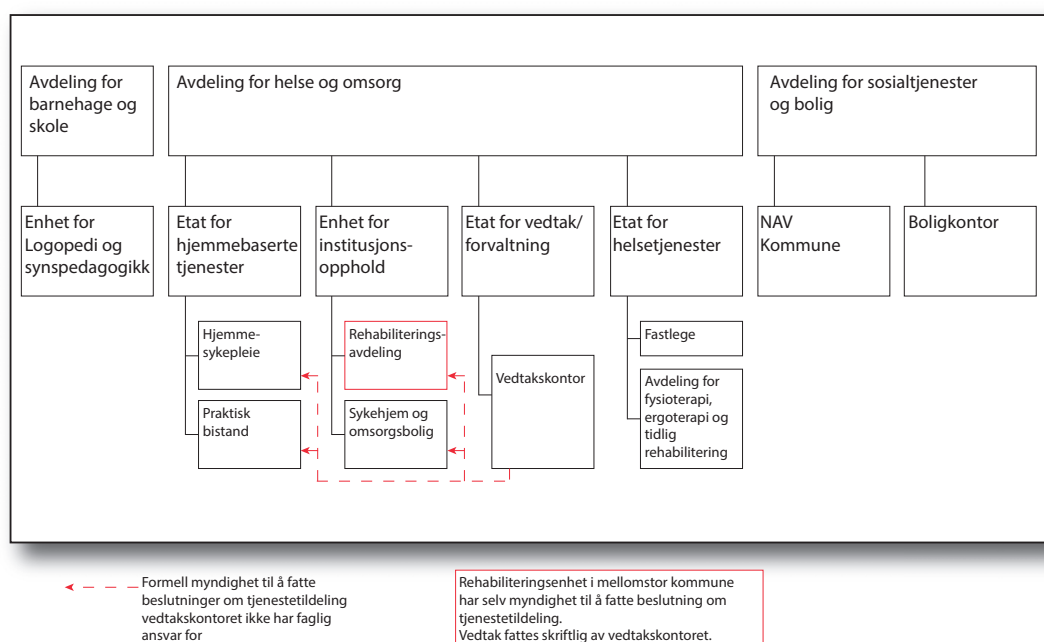 Avdeling for
barnehage og
skole
Avdeling for helse og omsorg
Avdeling for sosialtjenester
og bolig
Enhet for
Logopedi og
synspedagogikk
Etat for
hjemmebaserte
tjenester
Enhet for
institusjons-
opphold
Etat for vedtak/
forvaltning
Etat for
helsetjenester
NAV
Kommune
Boligkontor
Hjemme-
sykepleie
Praktisk
bistand
Rehabiliterings-
avdeling
Sykehjem og
omsorgsbolig
Vedtakskontor
Fastlege
Avdeling for
fysioterapi,
ergoterapi og
tidlig
rehabilitering
Formell myndighet til å fatte
beslutninger om tjenestetildeling
vedtakskontoret ikke har faglig
ansvar for
Rehabiliteringsenhet i mellomstor kommune
har selv myndighet til å fatte beslutning om
tjenestetildeling.
Vedtak fattes skriftlig av vedtakskontoret.